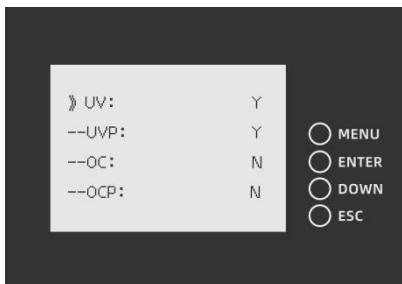 》UV: Y
--UVP: Y
--OC: N
--OCP: N
MENU
ENTER
DOWN
ESC